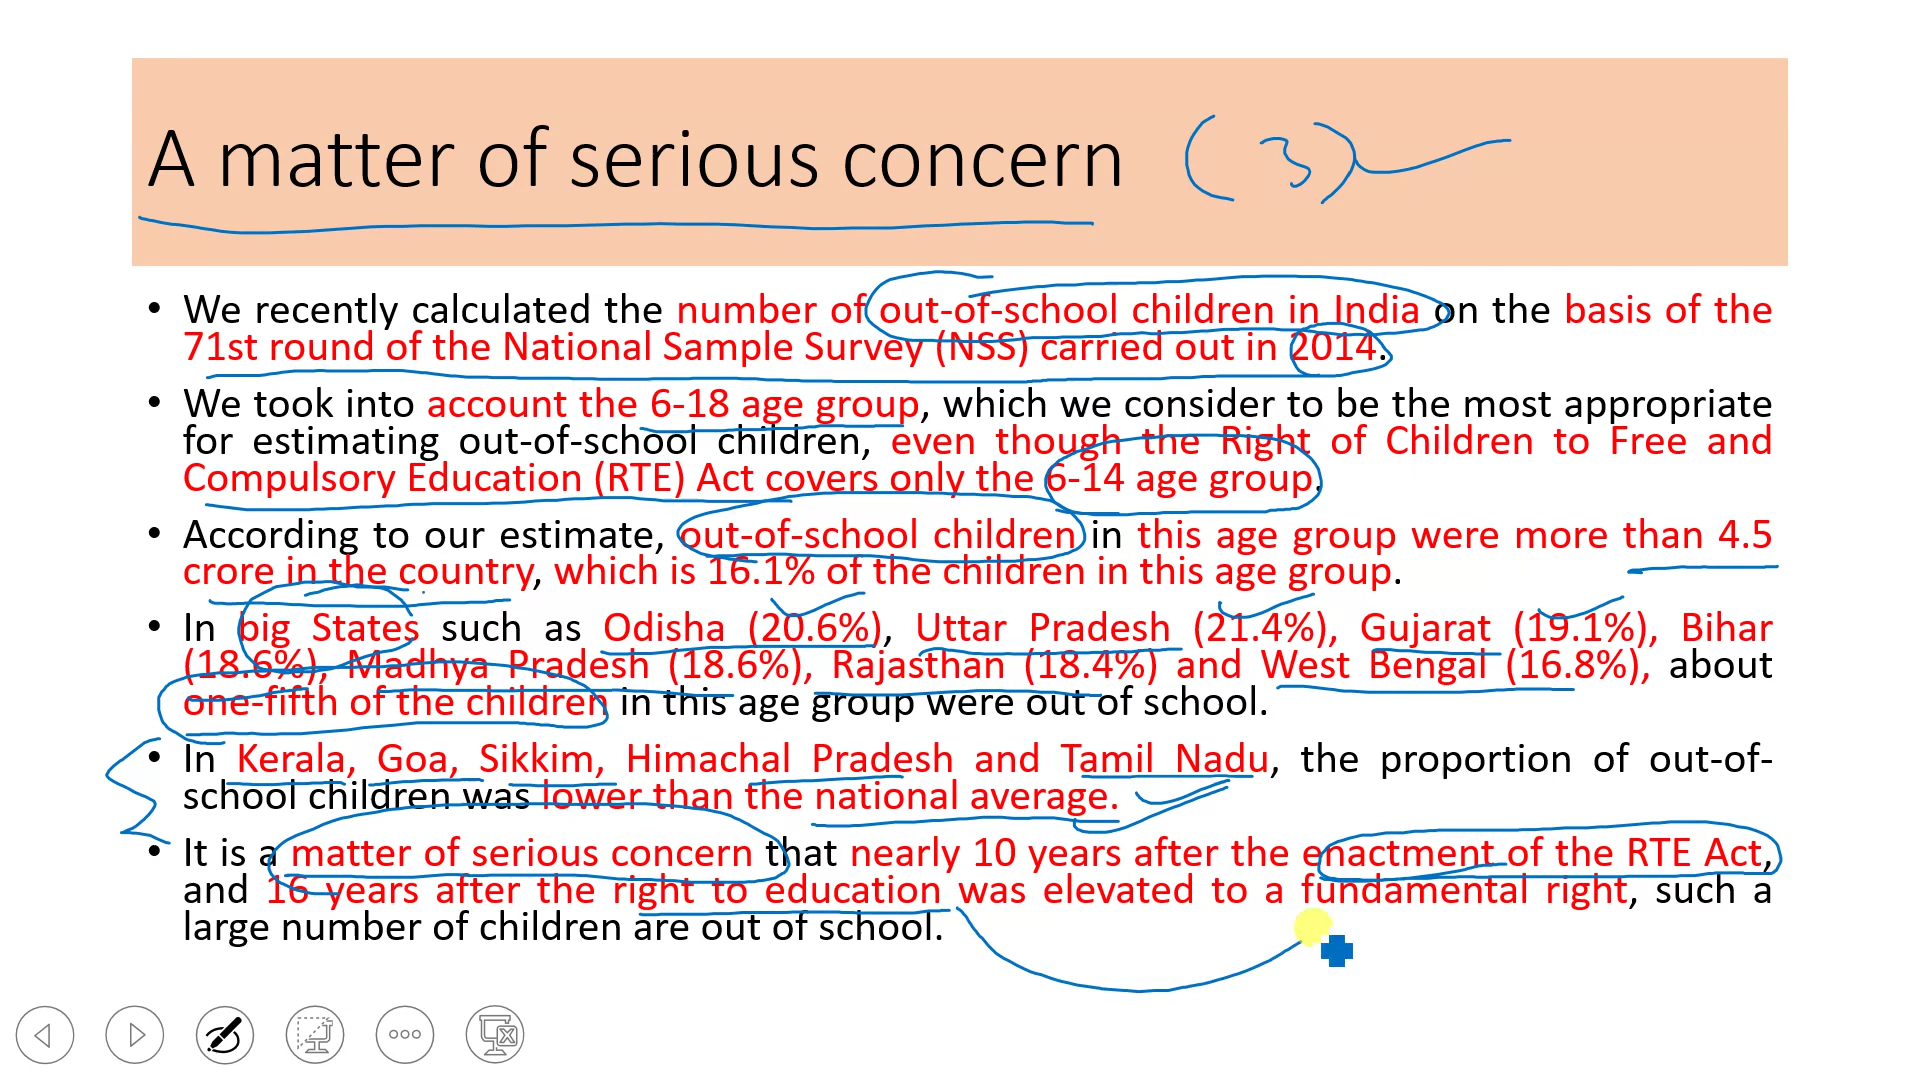 A matter of serious concern (3)
• We recently calculated the number of out-of-school children in India on the basis of the
71st round of the National Sample Survey (NSS) carried out in 2014.
• We took into account the 6-18 age group, which we consider to be the most appropriate
for estimating out-of-school children, even though the Right of Children to Free and
Compulsory Education (RTE) Act covers only the 6-14 age group.
• According to our estimate, out-of-school children in this age group were more than 4.5
crore in the country, which is 16.1% of the children in this age group.
• In big States such as Odisha (20.6%), Uttar Pradesh (21.4%), Gujarat (19.1%), Bihar
(18.6%), Madhya Pradesh (18.6%), Rajasthan (18.4%) and West Bengal (16.8%), about
one-fifth of the children in this age group were out of school.
• In Kerala, Goa, Sikkim, Himachal Pradesh and Tamil Nadu, the proportion of out-of-
school children was lower than the national average.
• It is a matter of serious concern that nearly 10 years after the enactment of the RTE Act,
and 16 years after the right to education was elevated to a fundamental right, such a
large number of children are out of school.